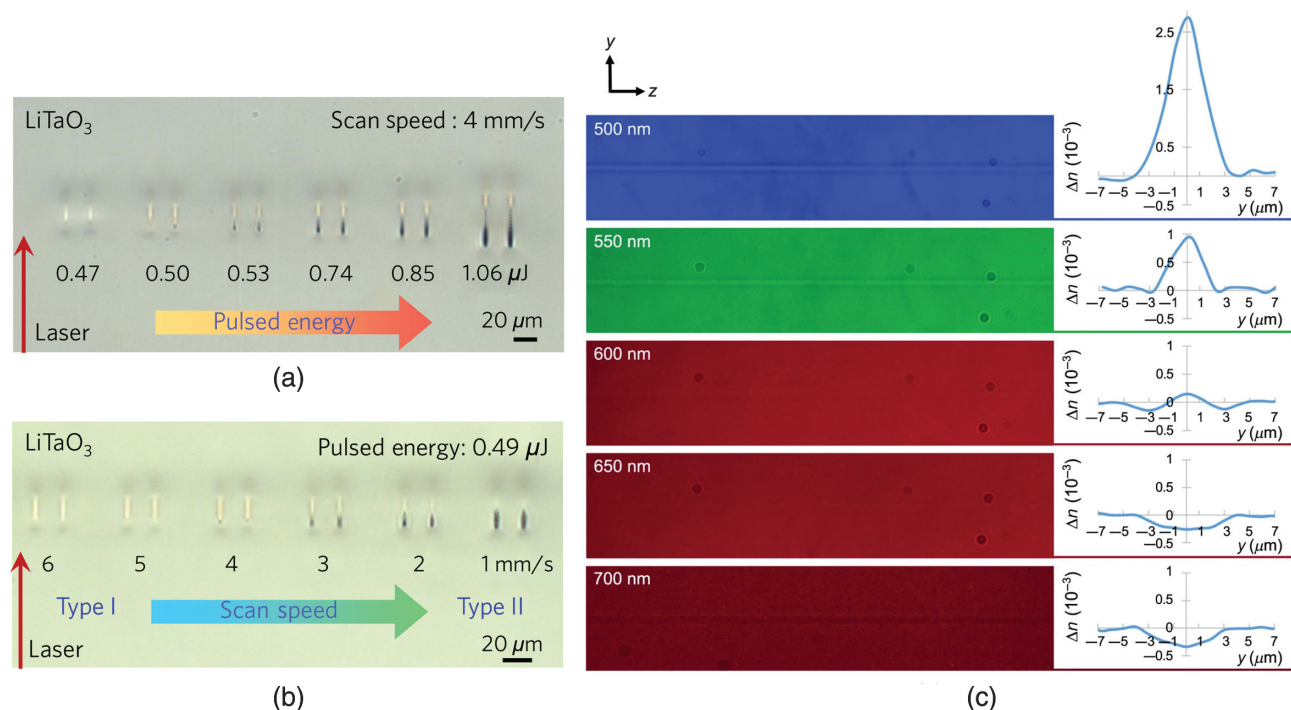 LiTaO₃
Scan speed : 4 mm/s
0.47 0.50 0.53 0.74 0.85 1.06 μJ
Pulsed energy
20 μm
Laser
(a)
LiTaO₃
Pulsed energy: 0.49 μJ
6 5 4 3 2 1 mm/s
Type I Scan speed Type II
20 μm
Laser
(b)
y
z
500 nm
Δn (10⁻³)
2.5
1.5
0.5
−7 −5 −3 −1 1 3 5 7
−0.5
y (μm)
550 nm
Δn (10⁻³)
1
0.5
0
−7 −5 −3 −1 1 3 5 7
−0.5
y (μm)
600 nm
Δn (10⁻³)
1
0.5
0
−7 −5 −3 −1 1 3 5 7
−0.5
y (μm)
650 nm
Δn (10⁻³)
1
0.5
0
−7 −5 −3 −1 1 3 5 7
−0.5
y (μm)
700 nm
Δn (10⁻³)
1
0.5
0
−7 −5 −3 −1 1 3 5 7
−0.5
y (μm)
(c)